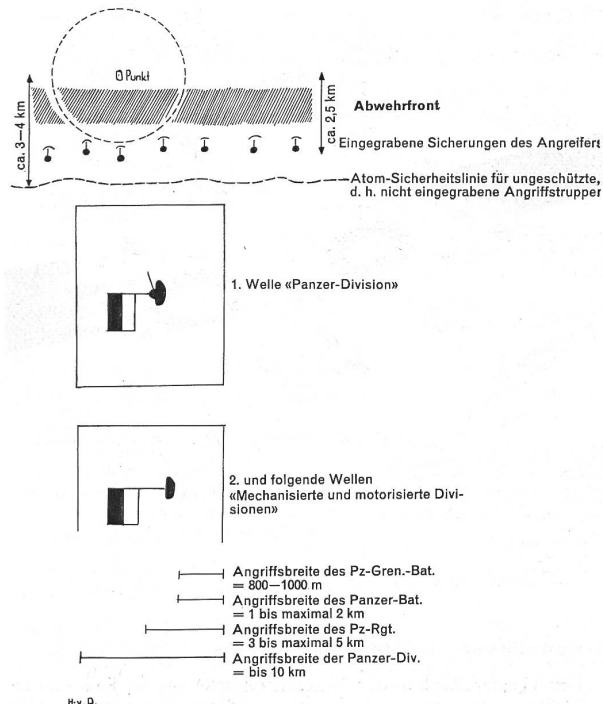 0 Punkt
ca. 3—4 km
ca. 2,5 km
Abwehrfront
Eingegrabene Sicherungen des Angreifers
Atom-Sicherheitslinie für ungeschützte,
d. h. nicht eingegrabene Angriffstrupper
1. Welle «Panzer-Division»
2. und folgende Wellen
«Mechanisierte und motorisierte Divi-
sionen»
Angriffsbreite des Pz-Gren.-Bat.
= 800—1000 m
Angriffsbreite des Panzer-Bat.
= 1 bis maximal 2 km
Angriffsbreite des Pz-Rgt.
= 3 bis maximal 5 km
Angriffsbreite der Panzer-Div.
= bis 10 km